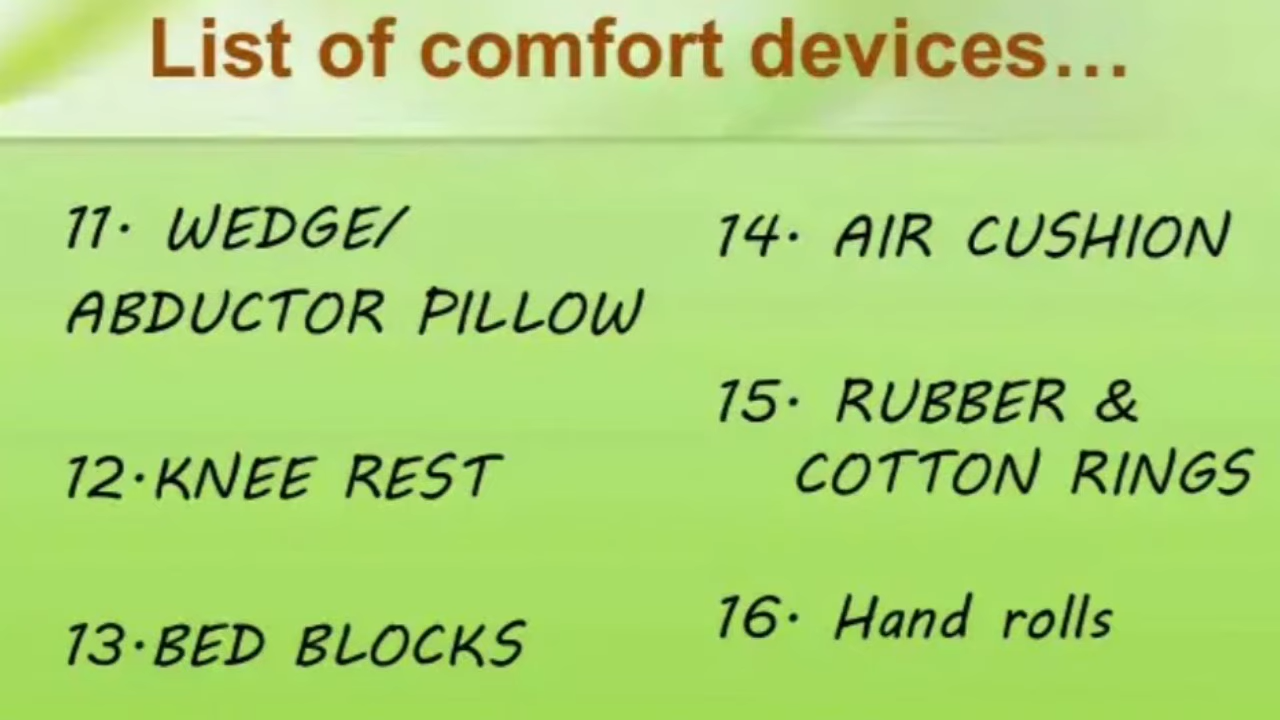 List of comfort devices...
11. WEDGE/
ABDUCTOR PILLOW
12.KNEE REST
13.BED BLOCKS
14. AIR CUSHION
15. RUBBER &
COTTON RINGS
16. Hand rolls